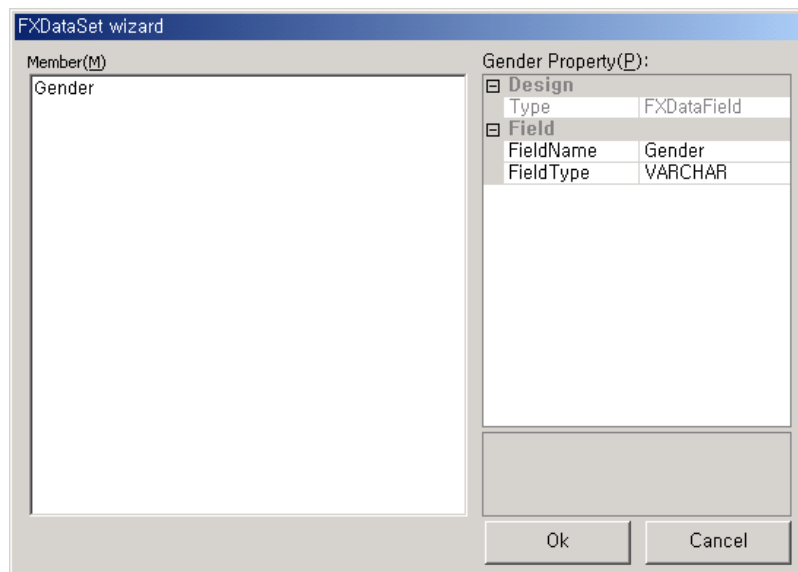 FXDataSet wizard
Member(M)
Gender
Gender Property(P):
Design
Type FXDataField
Field
FieldName Gender
FieldType VARCHAR
Ok
Cancel